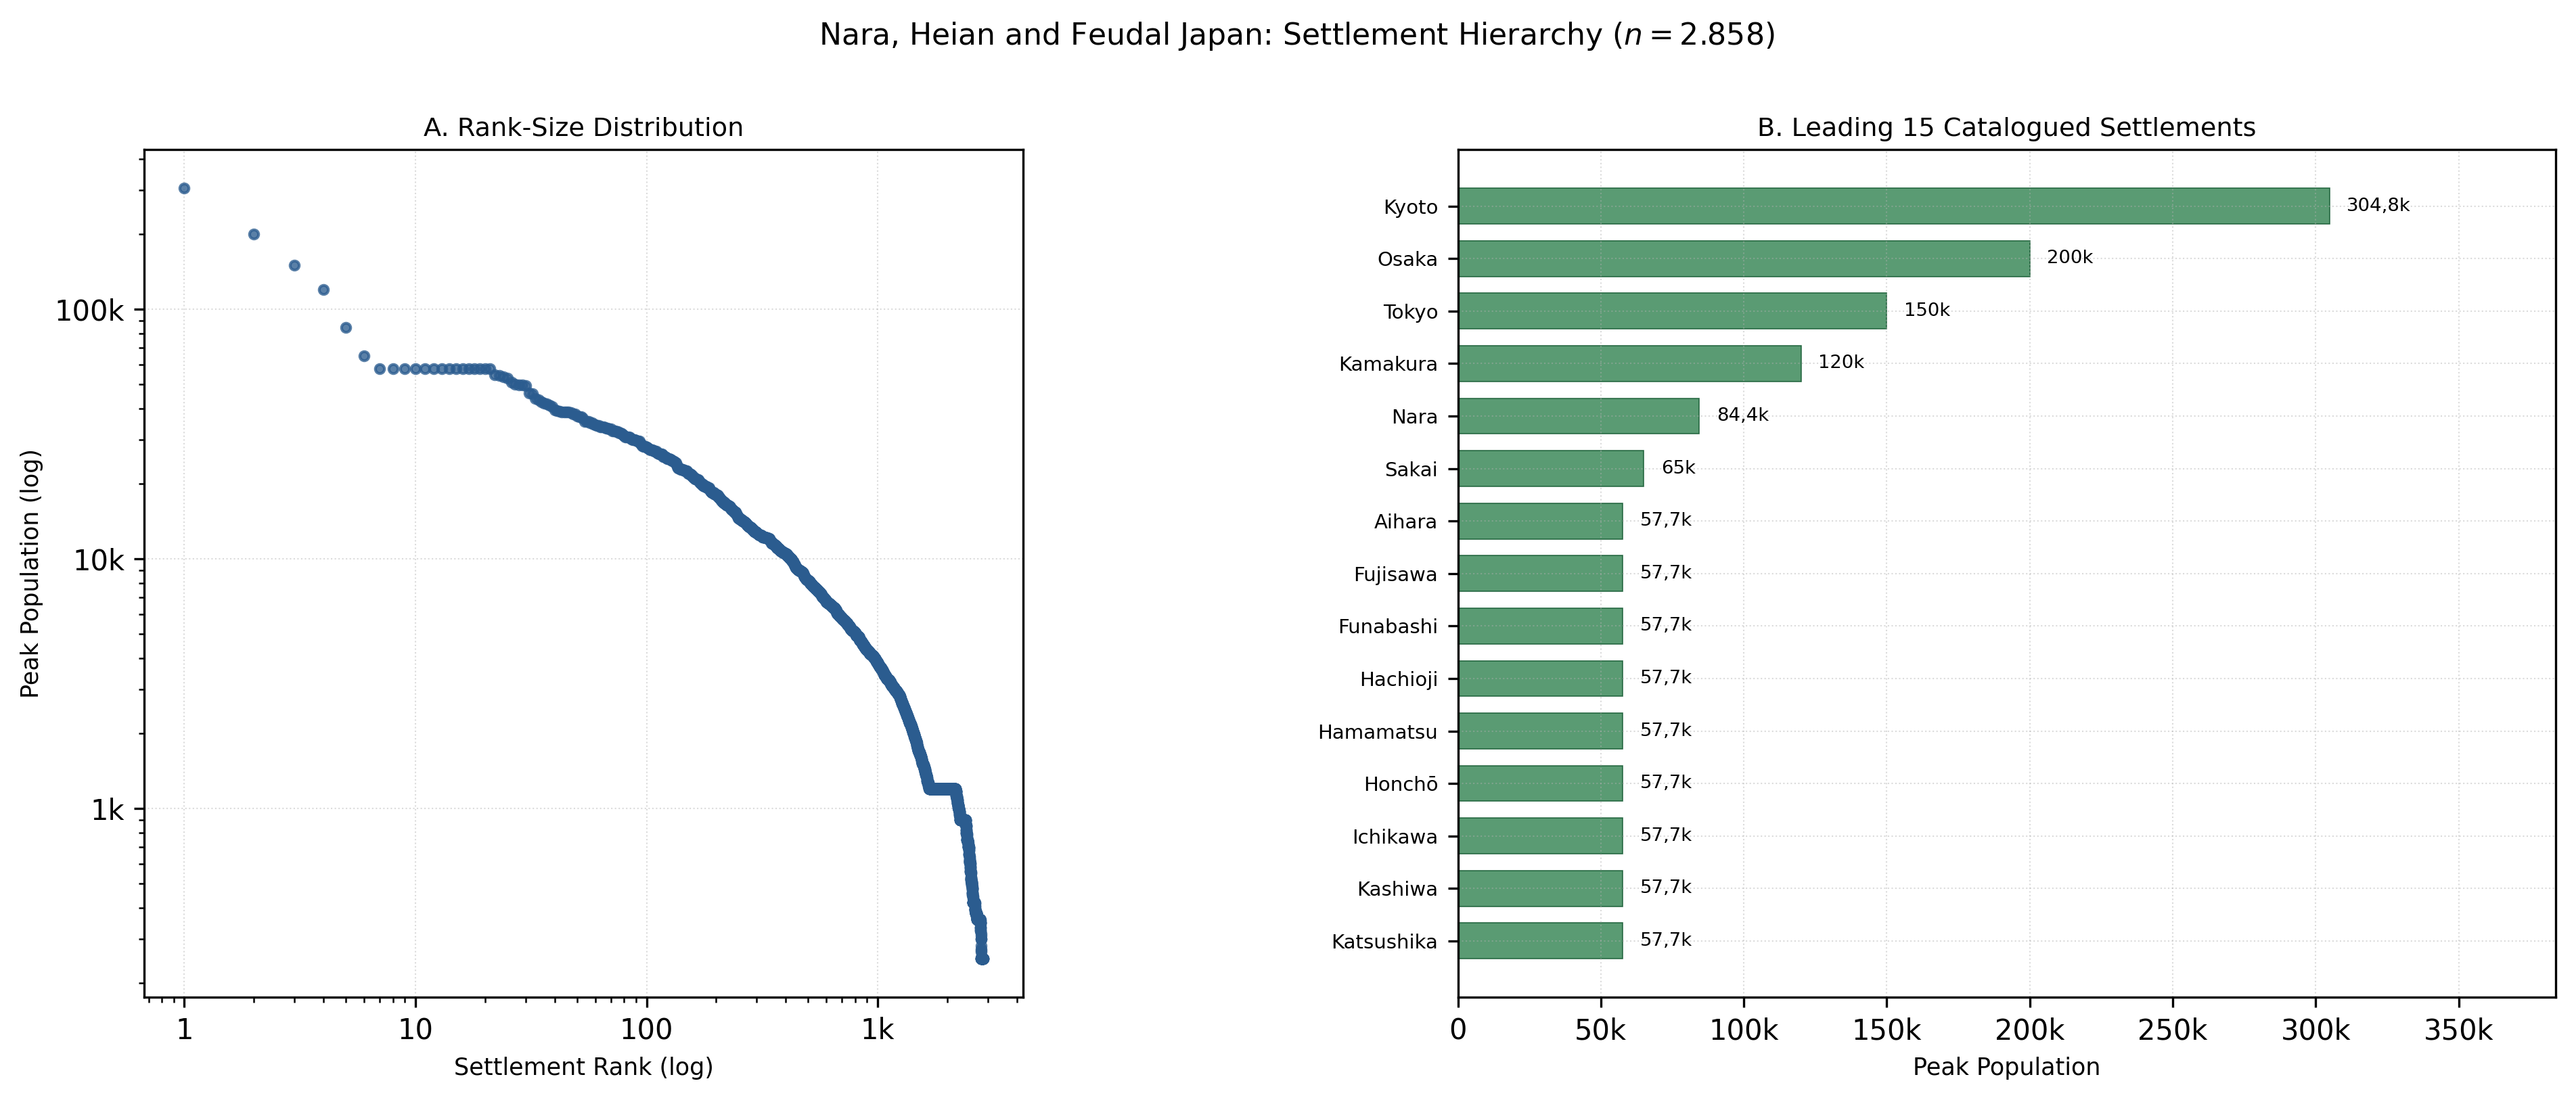 Nara, Heian and Feudal Japan: Settlement Hierarchy (n = 2.858)
A. Rank-Size Distribution
Peak Population (log)
100k
10k
1k
1
10
100
1k
Settlement Rank (log)
B. Leading 15 Catalogued Settlements
Kyoto 304,8k
Osaka 200k
Tokyo 150k
Kamakura 120k
Nara 84,4k
Sakai 65k
Aihara 57,7k
Fujisawa 57,7k
Funabashi 57,7k
Hachioji 57,7k
Hamamatsu 57,7k
Honchō 57,7k
Ichikawa 57,7k
Kashiwa 57,7k
Katsushika 57,7k
0 50k 100k 150k 200k 250k 300k 350k
Peak Population